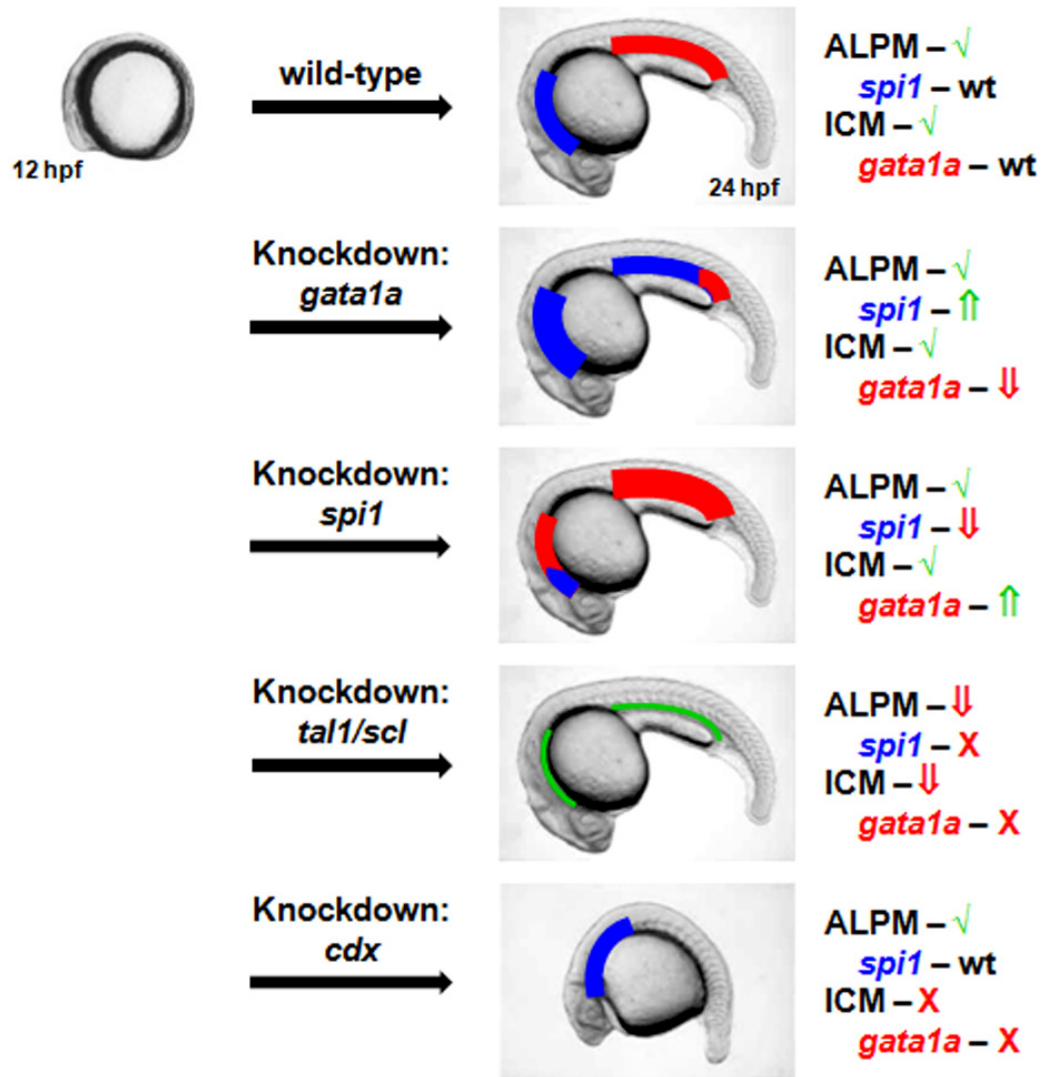 12 hpf
wild-type
24 hpf
ALPM – √
spi1 – wt
ICM – √
gata1a – wt
Knockdown:
gata1a
ALPM – √
spi1 – ⇑
ICM – √
gata1a – ⇓
Knockdown:
spi1
ALPM – √
spi1 – ⇓
ICM – √
gata1a – ⇑
Knockdown:
tal1/scl
ALPM – ⇓
spi1 – X
ICM – ⇓
gata1a – X
Knockdown:
cdx
ALPM – √
spi1 – wt
ICM – X
gata1a – X